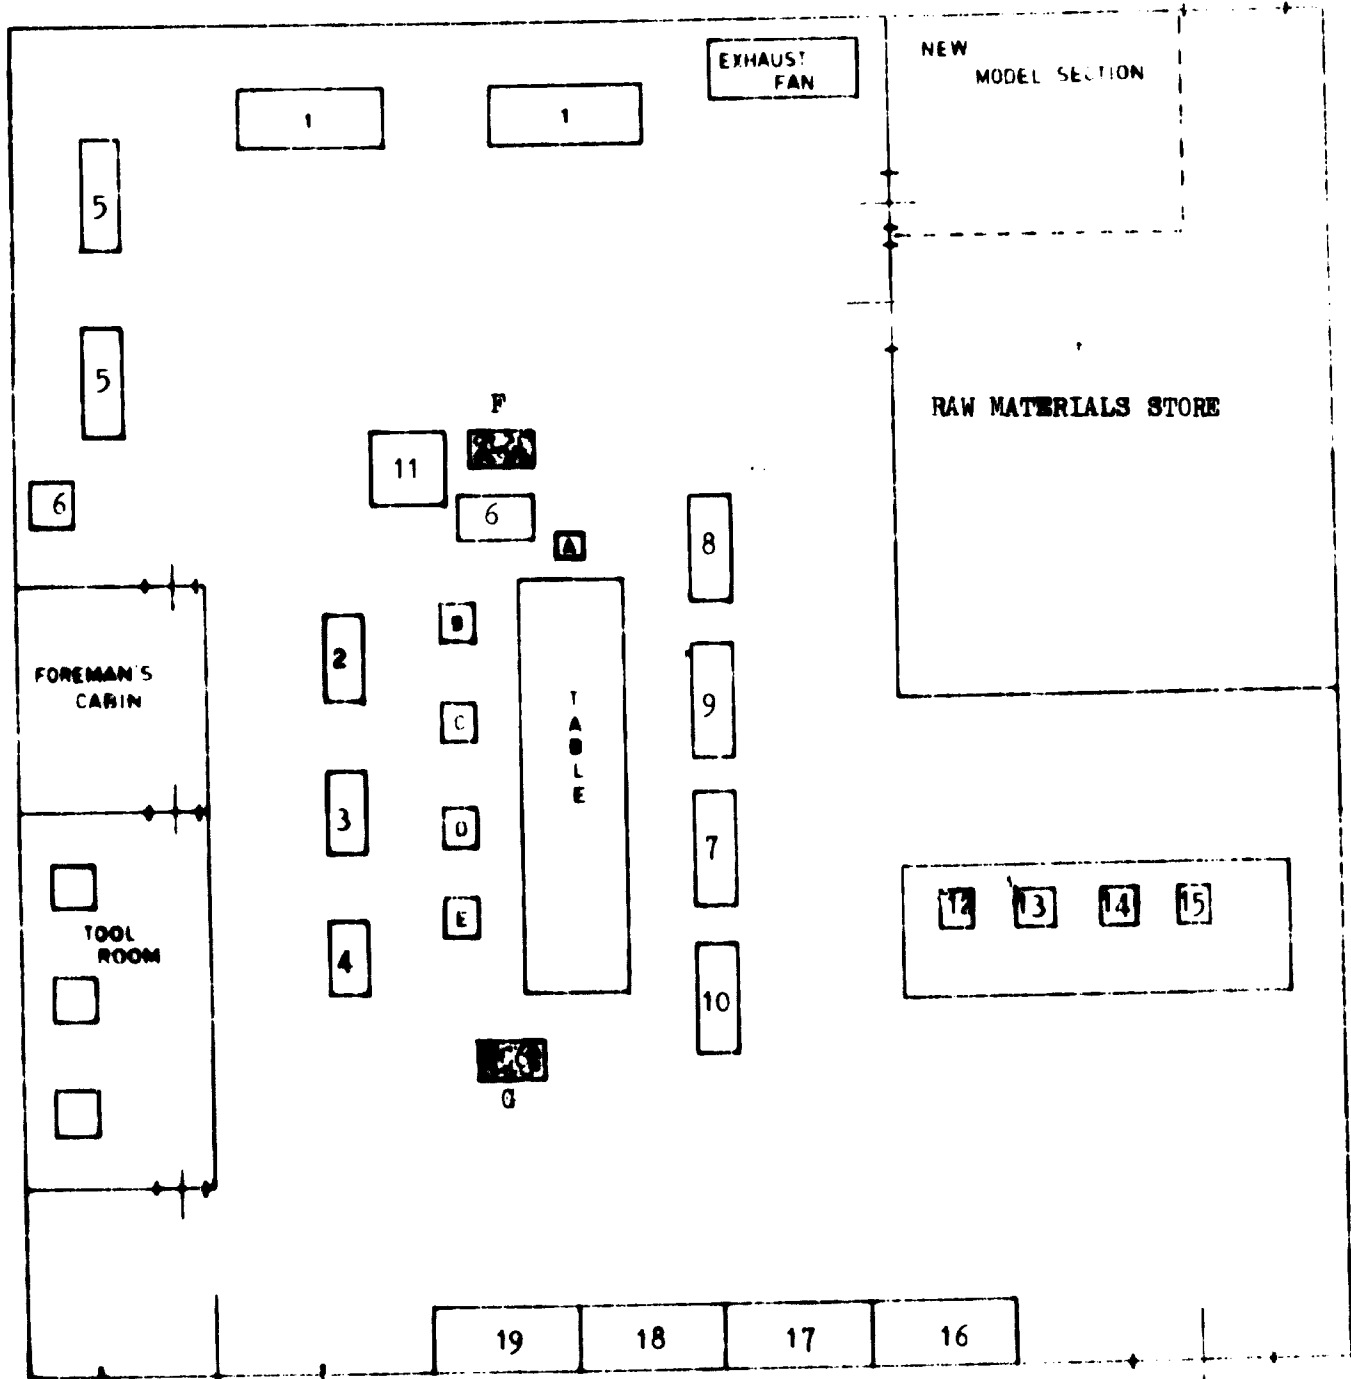 EXHAUST
FAN
NEW
MODEL SECTION
1
1
5
5
F
RAW MATERIALS STORE
11
6
6
A
8
B
2
FOREMAN'S
CABIN
C
9
TABLE
3
D
7
12
13
14
15
E
TOOL
ROOM
4
10
G
19
18
17
16